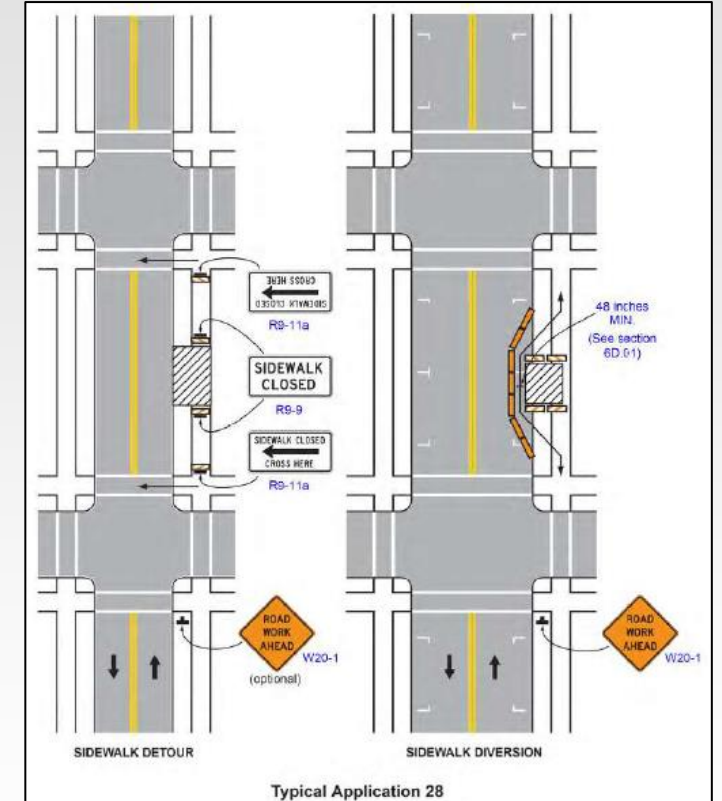 CROSS HERE
SIDEWALK CLOSED
R9-11a
SIDEWALK
CLOSED
R9-9
SIDEWALK CLOSED
CROSS HERE
R9-11a
ROAD
WORK
AHEAD
W20-1
(optional)
SIDEWALK DETOUR
48 inches
MIN.
(See section
6D.01)
ROAD
WORK
AHEAD
W20-1
SIDEWALK DIVERSION
Typical Application 28